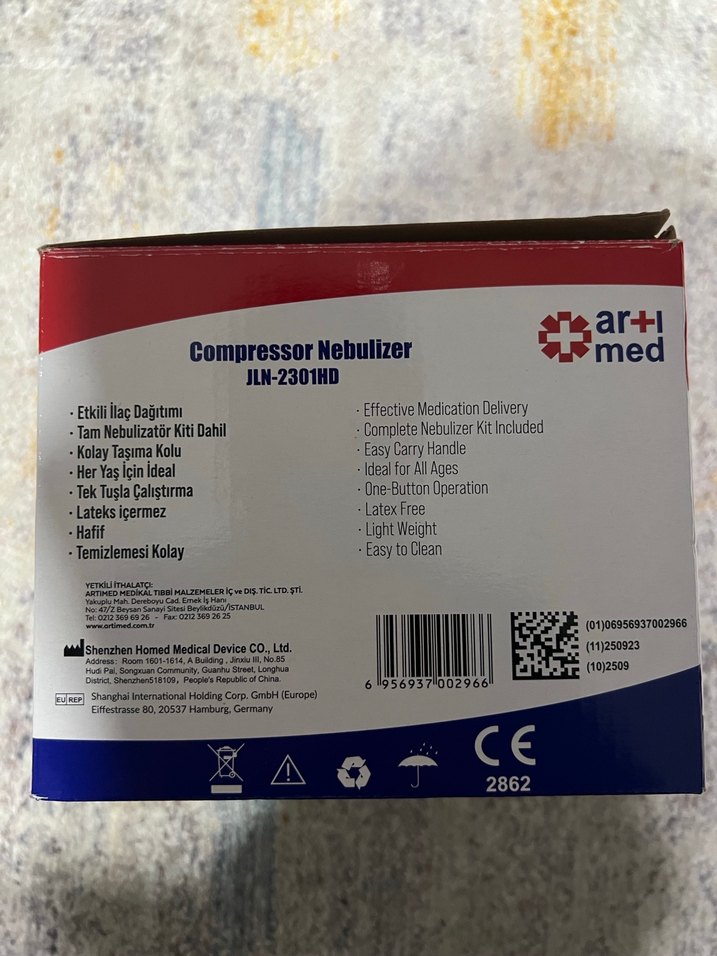 Compressor Nebulizer
JLN-2301HD
artı
med
· Etkili İlaç Dağıtımı
· Tam Nebulizatör Kiti Dahil
· Kolay Taşıma Kolu
· Her Yaş İçin İdeal
· Tek Tuşla Çalıştırma
· Lateks içermez
· Hafif
· Temizlemesi Kolay
· Effective Medication Delivery
· Complete Nebulizer Kit Included
· Easy Carry Handle
· Ideal for All Ages
· One-Button Operation
· Latex Free
· Light Weight
· Easy to Clean
YETKİLİ İTHALATÇI:
ARTIMED MEDİKAL TIBBİ MALZEMELER İÇ ve DIŞ. TİC. LTD. ŞTİ.
Yakuplu Mah. Dereboyu Cad. Emek İş Hanı
No: 47/Z Beysan Sanayi Sitesi Beylikdüzü/İSTANBUL
Tel: 0212 369 69 26 - Fax: 0212 369 26 25
www.artimed.com.tr
Shenzhen Homed Medical Device CO., Ltd.
Address: Room 1601-1614, A Building , Jinxiu III, No.85
Hudi Pai, Songxuan Community, Guanhu Street, Longhua
District, Shenzhen518109, People's Republic of China.
EU REP
Shanghai International Holding Corp. GmbH (Europe)
Eiffestrasse 80, 20537 Hamburg, Germany
6 956937 002966
(01)06956937002966
(11)250923
(10)2509
CE
2862